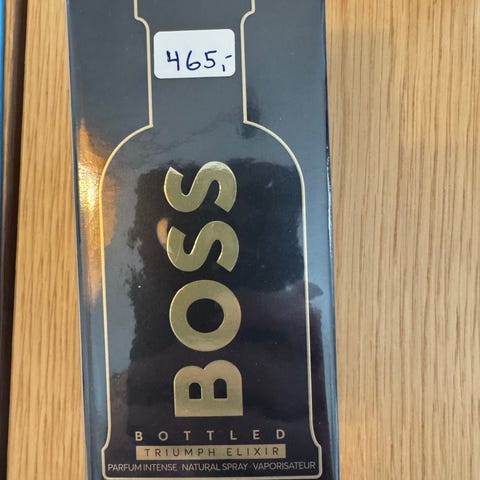 465,-
BOSS
BOTTLED
TRIUMPH ELIXIR
PARFUM INTENSE · NATURAL SPRAY · VAPORISATEUR